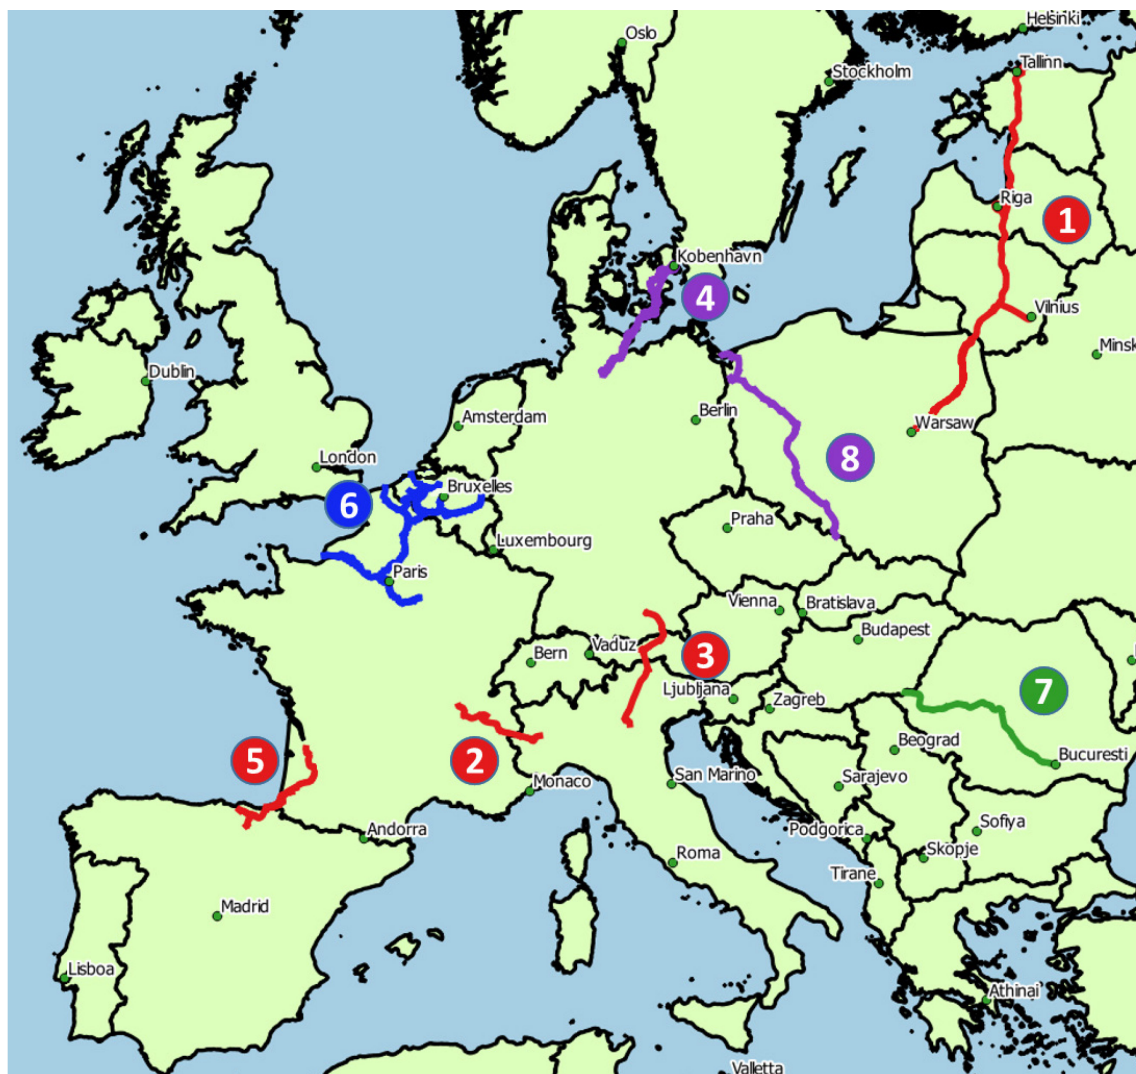 Helsinki
Oslo
Tallinn
Stockholm
Riga
1
Kobenhavn
4
Vilnius
Minsk
Dublin
Amsterdam
Berlin
Warsaw
8
London
Bruxelles
6
Praha
Luxembourg
Paris
Vienna
Bratislava
Budapest
Vaduz
Bern
3
Ljubljana
Zagreb
7
Beograd
Bucuresti
5
2
Monaco
San Marino
Sarajevo
Andorra
Podgorica
Sofiya
Roma
Skopje
Tirane
Madrid
Lisboa
Athinai
Valletta